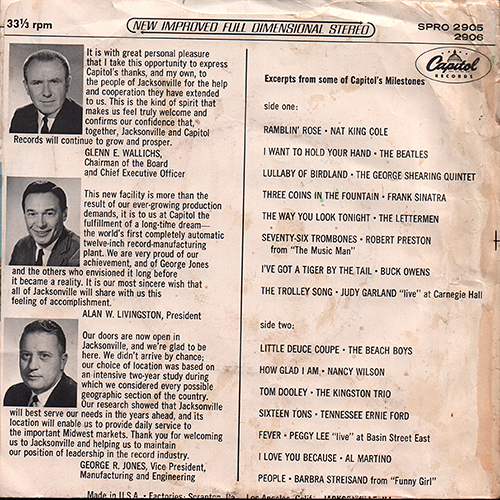 33⅓ rpm
NEW IMPROVED FULL DIMENSIONAL STEREO
SPRO 2905
2906
Capitol
RECORDS
It is with great personal pleasure
that I take this opportunity to express
Capitol's thanks, and my own, to
the people of Jacksonville for the help
and cooperation they have extended
to us. This is the kind of spirit that
makes us feel truly welcome and
confirms our confidence that,
together, Jacksonville and Capitol
Records will continue to grow and prosper.
GLENN E. WALLICHS,
Chairman of the Board
and Chief Executive Officer
This new facility is more than the
result of our ever-growing production
demands, it is to us at Capitol the
fulfillment of a long-time dream—
the world's first completely automatic
twelve-inch record-manufacturing
plant. We are very proud of our
achievement, and of George Jones
and the others who envisioned it long before
it became a reality. It is our most sincere wish that
all of Jacksonville will share with us this
feeling of accomplishment.
ALAN W. LIVINGSTON, President
Our doors are now open in
Jacksonville, and we're glad to be
here. We didn't arrive by chance;
our choice of location was based on
an intensive two-year study during
which we considered every possible
geographic section of the country.
Our research showed that Jacksonville
will best serve our needs in the years ahead, and its
location will enable us to provide daily service to
the important Midwest markets. Thank you for welcoming
us to Jacksonville and helping us to maintain
our position of leadership in the record industry.
GEORGE R. JONES, Vice President,
Manufacturing and Engineering
Excerpts from some of Capitol's Milestones
side one:
RAMBLIN' ROSE • NAT KING COLE
I WANT TO HOLD YOUR HAND • THE BEATLES
LULLABY OF BIRDLAND • THE GEORGE SHEARING QUINTET
THREE COINS IN THE FOUNTAIN • FRANK SINATRA
THE WAY YOU LOOK TONIGHT • THE LETTERMEN
SEVENTY-SIX TROMBONES • ROBERT PRESTON
from "The Music Man"
I'VE GOT A TIGER BY THE TAIL • BUCK OWENS
THE TROLLEY SONG • JUDY GARLAND "live" at Carnegie Hall
side two:
LITTLE DEUCE COUPE • THE BEACH BOYS
HOW GLAD I AM • NANCY WILSON
TOM DOOLEY • THE KINGSTON TRIO
SIXTEEN TONS • TENNESSEE ERNIE FORD
FEVER • PEGGY LEE "live" at Basin Street East
I LOVE YOU BECAUSE • AL MARTINO
PEOPLE • BARBRA STREISAND from "Funny Girl"
Made in U.S.A. • Factories: Scranton, Pa. Los Angeles, Calif. JACKSONVILLE